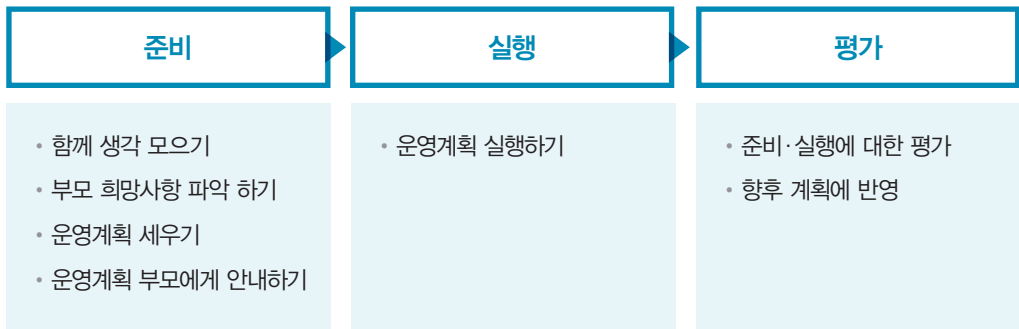 준비
실행
평가
• 함께 생각 모으기
• 부모 희망사항 파악 하기
• 운영계획 세우기
• 운영계획 부모에게 안내하기
• 운영계획 실행하기
• 준비·실행에 대한 평가
• 향후 계획에 반영